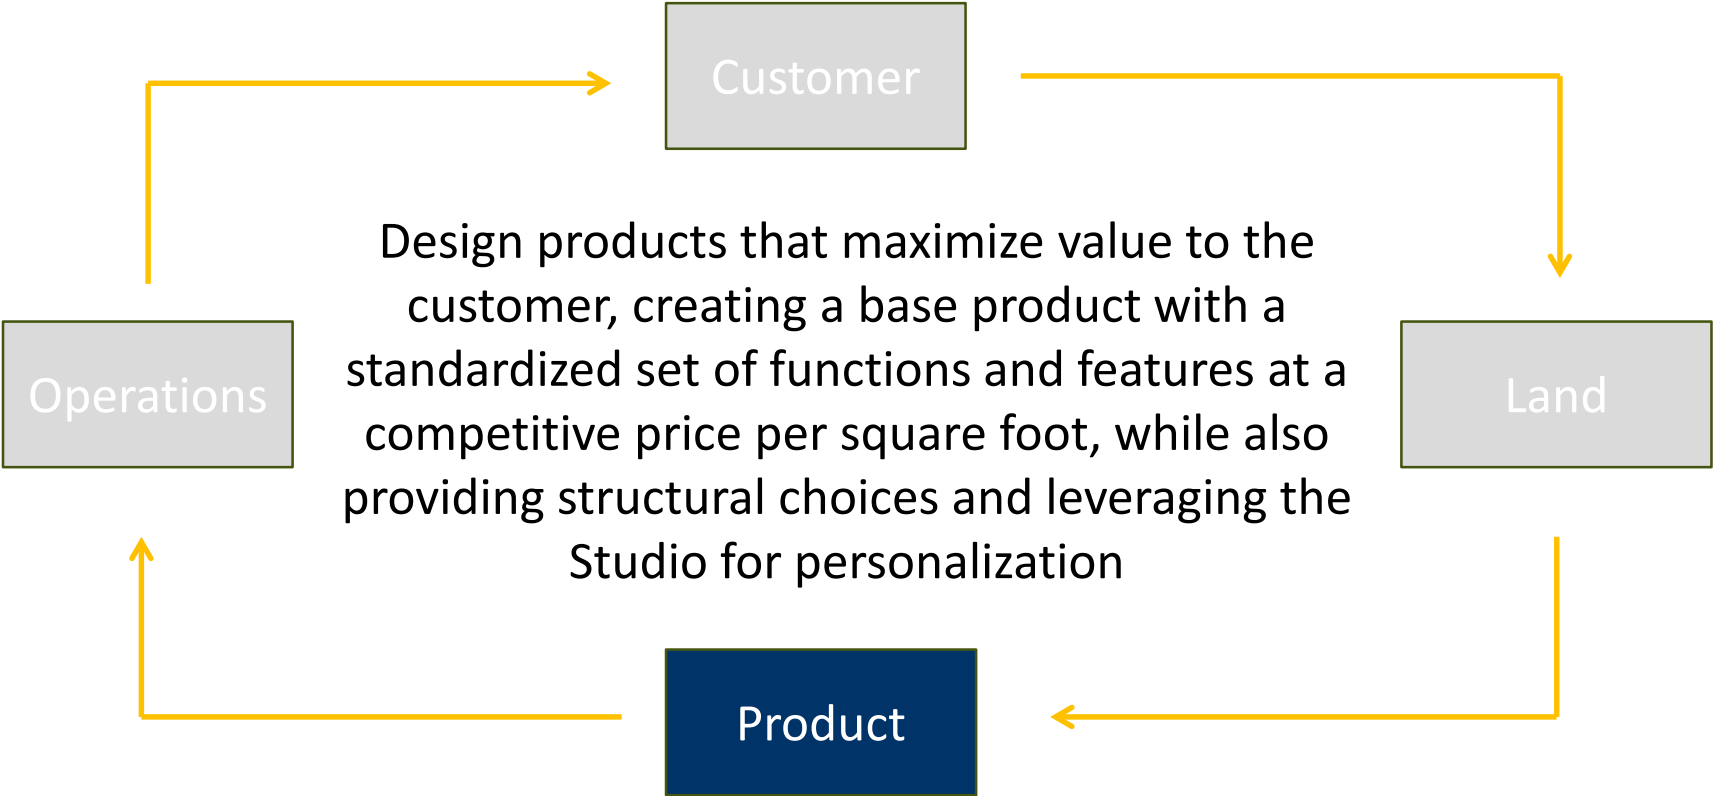 Customer
Design products that maximize value to the
customer, creating a base product with a
standardized set of functions and features at a
competitive price per square foot, while also
providing structural choices and leveraging the
Studio for personalization
Operations
Land
Product